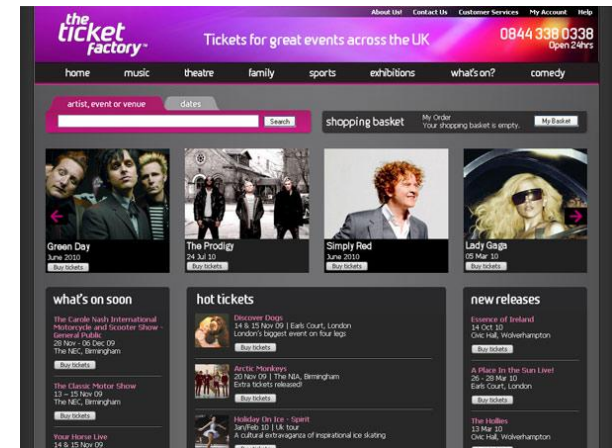 About Us! Contact Us Customer Services My Account Help
the
ticket
factory™
Tickets for great events across the UK
0844 338 0338
Open 24hrs
home music theatre family sports exhibitions what's on? comedy
artist, event or venue dates
Search
shopping basket
My Order
Your shopping basket is empty.
My Basket
Green Day
June 2010
Buy tickets
The Prodigy
24 Jul 10
Buy tickets
Simply Red
June 2010
Buy tickets
Lady Gaga
05 Mar 10
Buy tickets
what's on soon
The Carole Nash International
Motorcycle and Scooter Show -
General Public
28 Nov - 06 Dec 09
The NEC, Birmingham
Buy tickets
The Classic Motor Show
13 - 15 Nov 09
The NEC, Birmingham
Buy tickets
Your Horse Live
14 & 15 Nov 09
hot tickets
Discover Dogs
14 & 15 Nov 09 | Earls Court, London
London's biggest event on four legs
Buy tickets
Arctic Monkeys
20 Nov 09 | The NIA, Birmingham
Extra tickets released!
Buy tickets
Holiday On Ice - Spirit
Jan/Feb 10 | UK tour
A cultural extravaganza of inspirational ice skating
Buy tickets
new releases
Essence of Ireland
14 Oct 10
Civic Hall, Wolverhampton
Buy tickets
A Place In the Sun Live!
26 - 28 Mar 10
Earls Court, London
Buy tickets
The Hollies
13 Mar 10
Civic Hall, Wolverhampton